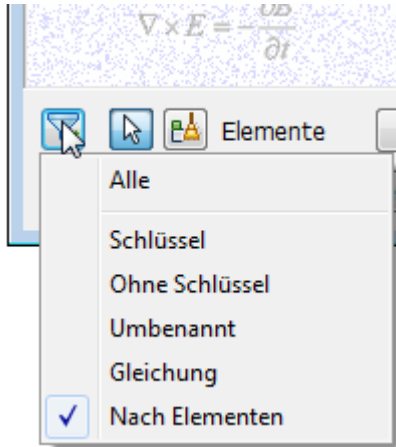 ∇×E = -∂B/∂t
Elemente
Alle
Schlüssel
Ohne Schlüssel
Umbenannt
Gleichung
Nach Elementen